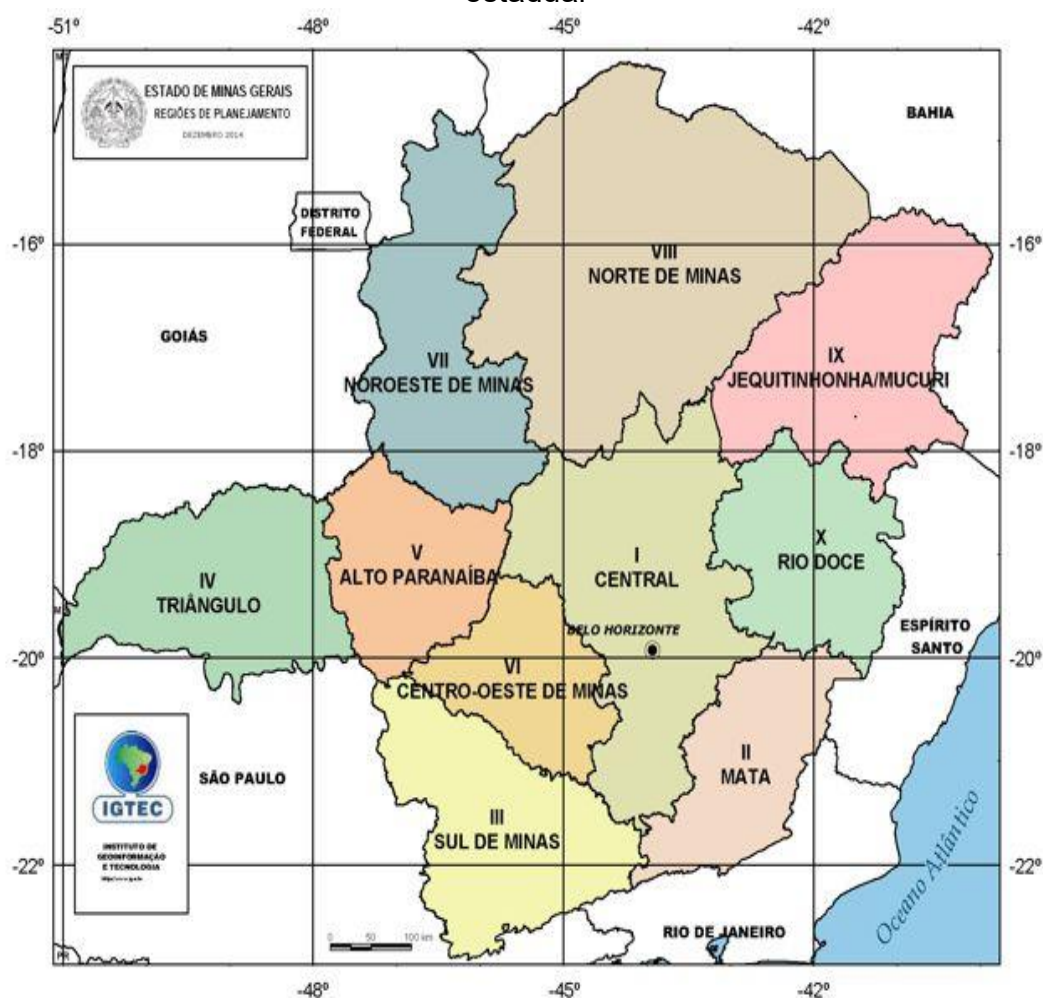 -51º
-48º
-45º
-42º
ESTADO DE MINAS GERAIS
REGIÕES DE PLANEJAMENTO
DEZEMBRO 2014
BAHIA
DISTRITO
FEDERAL
-16º
-16º
VIII
NORTE DE MINAS
GOIÁS
VII
NOROESTE DE MINAS
IX
JEQUITINHONHA/MUCURI
-18º
-18º
IV
TRIÂNGULO
V
ALTO PARANAÍBA
I
CENTRAL
X
RIO DOCE
BELO HORIZONTE
ESPÍRITO
SANTO
-20º
-20º
VI
CENTRO-OESTE DE MINAS
II
MATA
SÃO PAULO
IGTEC
INSTITUTO DE
GEOINFORMAÇÃO
E TECNOLOGIA
III
SUL DE MINAS
-22º
-22º
Oceano Atlântico
RIO DE JANEIRO
0 50 100 km
PR
-48º
-45º
-42º